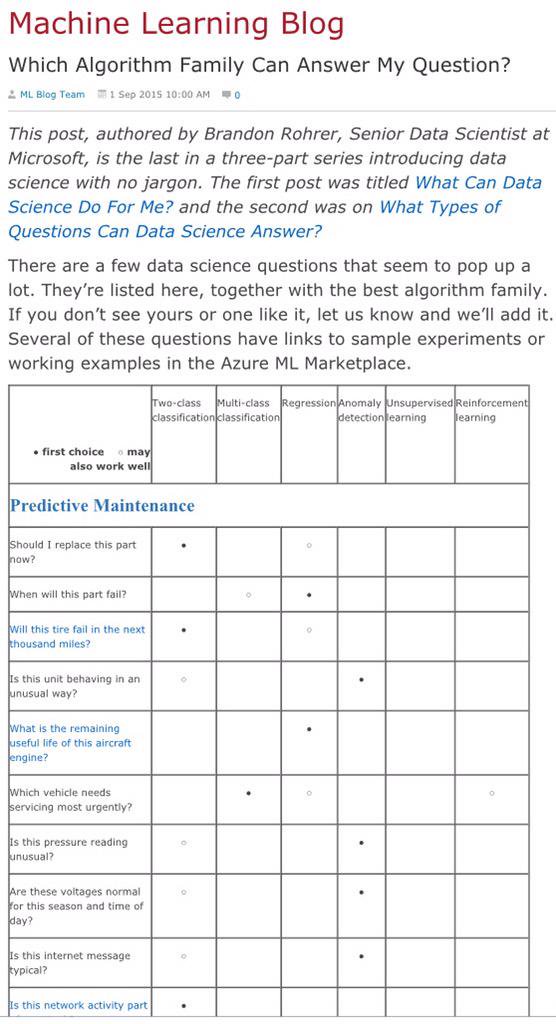 Machine Learning Blog
Which Algorithm Family Can Answer My Question?
ML Blog Team 1 Sep 2015 10:00 AM 0
This post, authored by Brandon Rohrer, Senior Data Scientist at
Microsoft, is the last in a three-part series introducing data
science with no jargon. The first post was titled What Can Data
Science Do For Me? and the second was on What Types of
Questions Can Data Science Answer?
There are a few data science questions that seem to pop up a
lot. They’re listed here, together with the best algorithm family.
If you don’t see yours or one like it, let us know and we’ll add it.
Several of these questions have links to sample experiments or
working examples in the Azure ML Marketplace.
Two-class Multi-class Regression Anomaly Unsupervised Reinforcement
classification classification detection learning learning
• first choice ○ may
also work well
Predictive Maintenance
Should I replace this part • ○
now?
When will this part fail? ○ •
Will this tire fail in the next • ○
thousand miles?
Is this unit behaving in an ○ •
unusual way?
What is the remaining •
useful life of this aircraft
engine?
Which vehicle needs • ○ ○
servicing most urgently?
Is this pressure reading ○ •
unusual?
Are these voltages normal ○ •
for this season and time of
day?
Is this internet message ○ •
typical?
Is this network activity part •